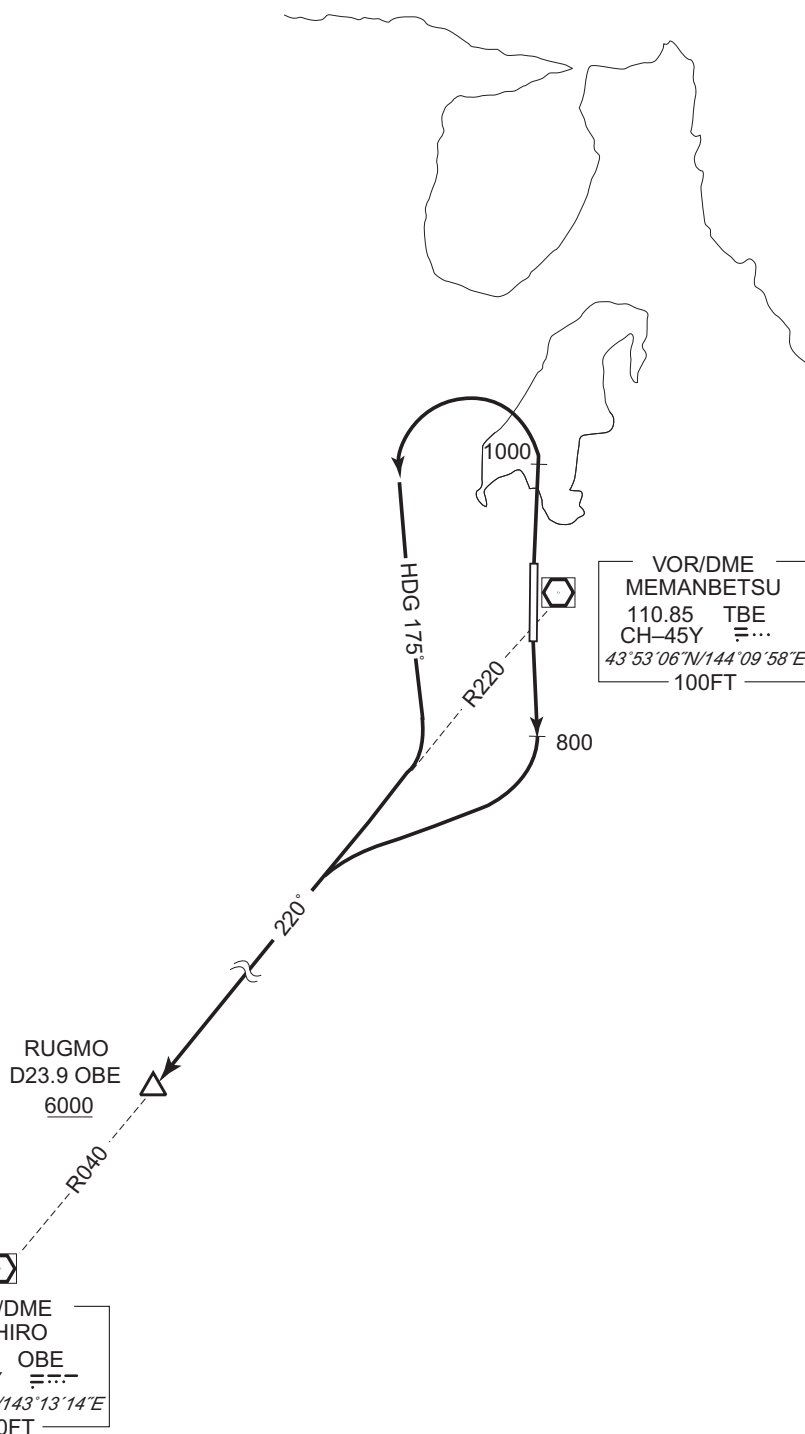 1000
HDG 175°
VOR/DME
MEMANBETSU
110.85 TBE
CH–45Y
43°53´06˝N/144°09´58˝E
100FT
R220
800
220°
RUGMO
D23.9 OBE
6000
R040
/DME
HIRO
OBE
/143°13´14˝E
0FT